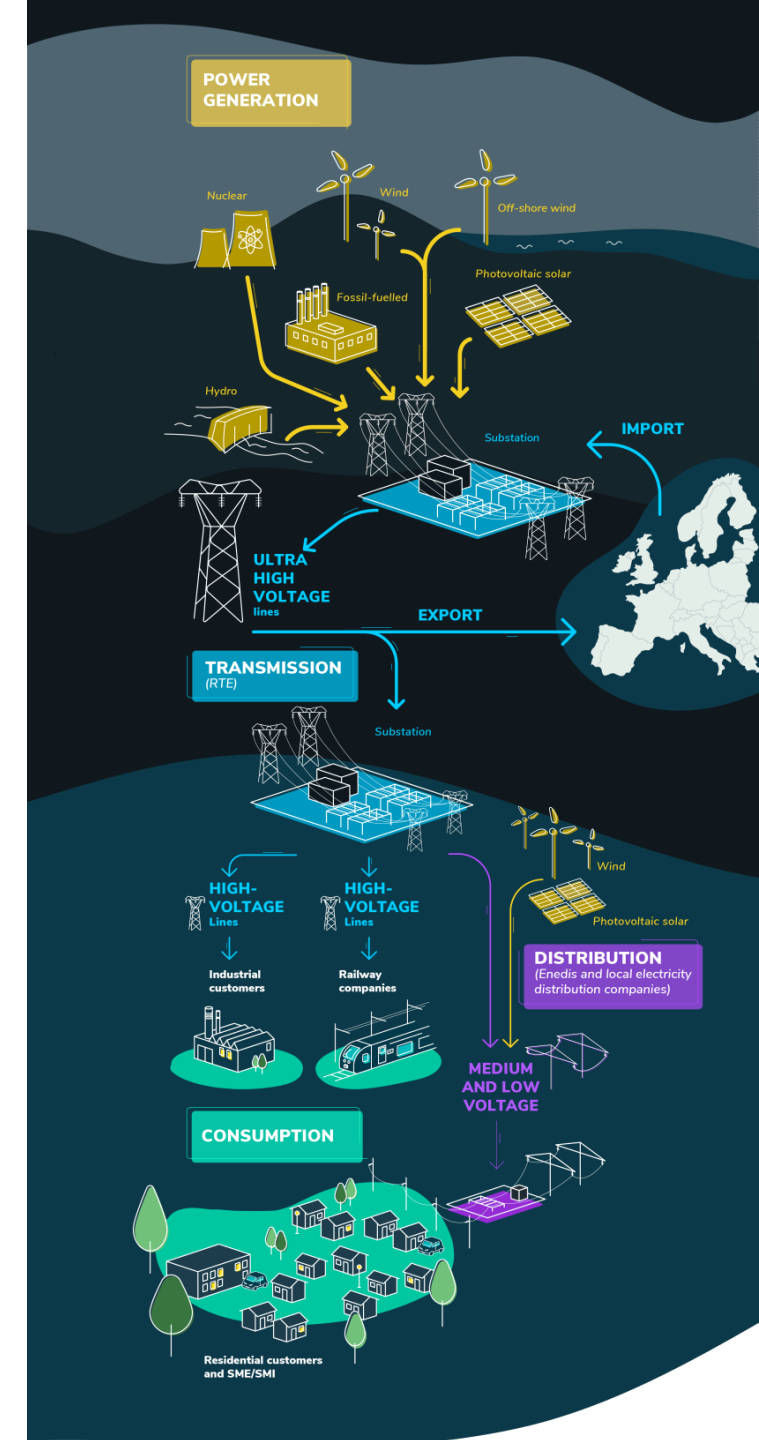 POWER
GENERATION
Nuclear
Wind
Off-shore wind
Fossil-fuelled
Photovoltaic solar
Hydro
Substation
IMPORT
ULTRA
HIGH
VOLTAGE
lines
EXPORT
TRANSMISSION
(RTE)
Substation
Wind
Photovoltaic solar
HIGH-
VOLTAGE
Lines
HIGH-
VOLTAGE
Lines
DISTRIBUTION
(Enedis and local electricity
distribution companies)
Industrial
customers
Railway
companies
MEDIUM
AND LOW
VOLTAGE
CONSUMPTION
Residential customers
and SME/SMI